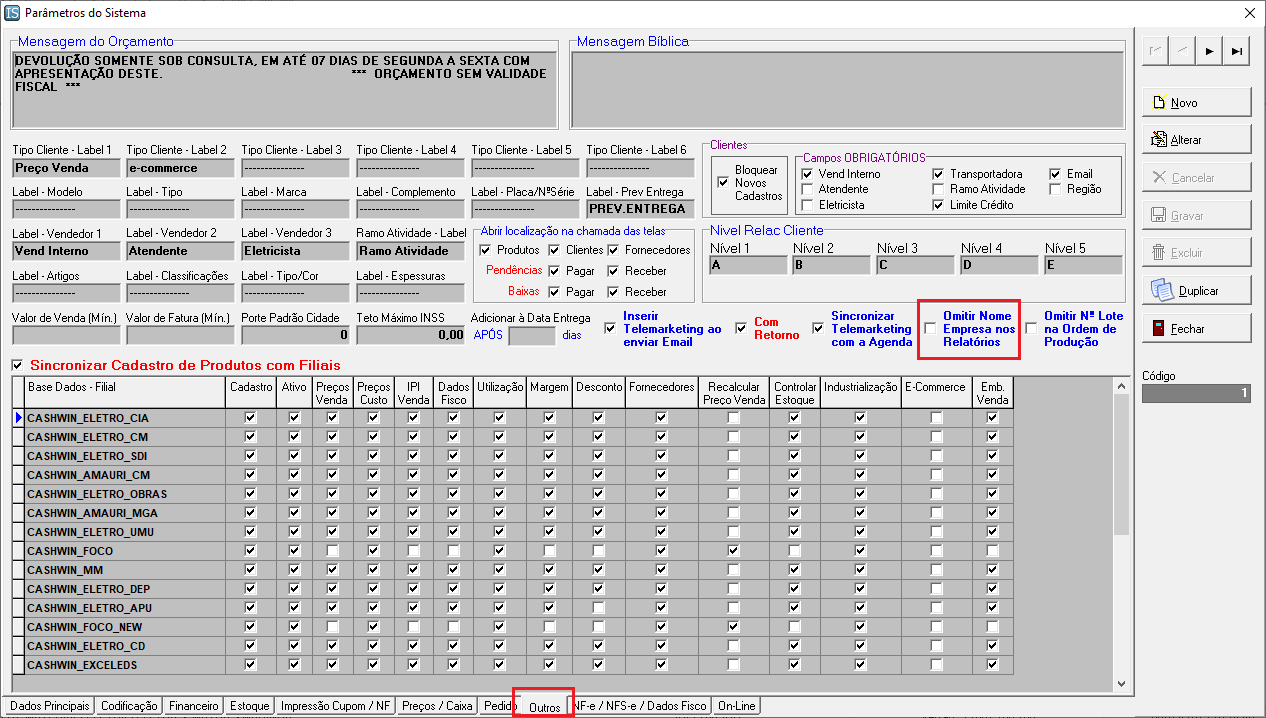 IS Parâmetros do Sistema
Mensagem do Orçamento
DEVOLUÇÃO SOMENTE SOB CONSULTA, EM ATÉ 07 DIAS DE SEGUNDA A SEXTA COM
APRESENTAÇÃO DESTE. *** ORÇAMENTO SEM VALIDADE
FISCAL ***
Mensagem Bíblica
Tipo Cliente - Label 1 Tipo Cliente - Label 2 Tipo Cliente - Label 3 Tipo Cliente - Label 4 Tipo Cliente - Label 5 Tipo Cliente - Label 6
Preço Venda e-commerce --------------- --------------- --------------- ---------------
Label - Modelo Label - Tipo Label - Marca Label - Complemento Label - Placa/NºSérie Label - Prev Entrega
--------------- --------------- --------------- --------------- --------------- PREV.ENTREGA
Label - Vendedor 1 Label - Vendedor 2 Label - Vendedor 3 Ramo Atividade - Label
Vend Interno Atendente Eletricista Ramo Atividade
Label - Artigos Label - Classificações Label - Tipo/Cor Label - Espessuras
--------------- --------------- --------------- ---------------
Valor de Venda (Mín.) Valor de Fatura (Mín.) Porte Padrão Cidade Teto Máximo INSS
0 0,00
Abrir localização na chamada das telas
Produtos Clientes Fornecedores
Pendências Pagar Receber
Baixas Pagar Receber
Adicionar à Data Entrega
APÓS dias
Clientes
Bloquear
Novos
Cadastros
Campos OBRIGATÓRIOS
Vend Interno Transportadora Email
Atendente Ramo Atividade Região
Eletricista Limite Crédito
Nível Relac Cliente
Nível 1 Nível 2 Nível 3 Nível 4 Nível 5
A B C D E
Inserir
Telemarketing ao
enviar Email
Com
Retorno
Sincronizar
Telemarketing
com a Agenda
Omitir Nome
Empresa nos
Relatórios
Omitir Nº Lote
na Ordem de
Produção
Sincronizar Cadastro de Produtos com Filiais
Base Dados - Filial Cadastro Ativo Preços Venda Preços Custo IPI Venda Dados Fisco Utilização Margem Desconto Fornecedores Recalcular Preço Venda Controlar Estoque Industrialização E-Commerce Emb. Venda
CASHWIN_ELETRO_CIA
CASHWIN_ELETRO_CM
CASHWIN_ELETRO_SDI
CASHWIN_AMAURI_CM
CASHWIN_ELETRO_OBRAS
CASHWIN_AMAURI_MGA
CASHWIN_ELETRO_UMU
CASHWIN_FOCO
CASHWIN_MM
CASHWIN_ELETRO_DEP
CASHWIN_ELETRO_APU
CASHWIN_FOCO_NEW
CASHWIN_ELETRO_CD
CASHWIN_EXCELEDS
Dados Principais Codificação Financeiro Estoque Impressão Cupom / NF Preços / Caixa Pedido Outros NF-e / NFS-e / Dados Fisco On-Line
Novo
Alterar
Cancelar
Gravar
Excluir
Duplicar
Fechar
Código
1